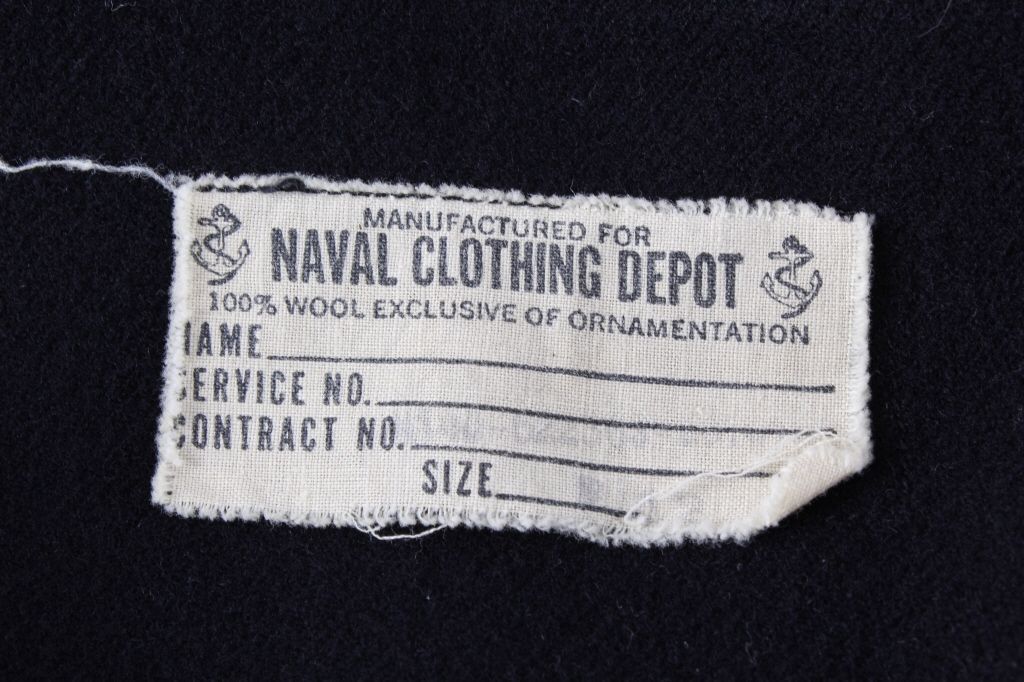 MANUFACTURED FOR
NAVAL CLOTHING DEPOT
100% WOOL EXCLUSIVE OF ORNAMENTATION
NAME
SERVICE NO.
CONTRACT NO.
SIZE